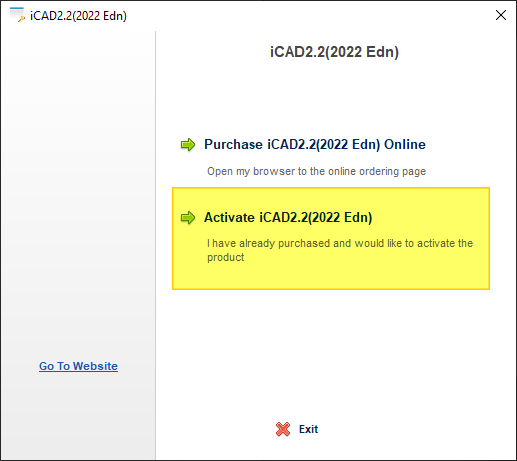 iCAD2.2(2022 Edn)
iCAD2.2(2022 Edn)
Purchase iCAD2.2(2022 Edn) Online
Open my browser to the online ordering page
Activate iCAD2.2(2022 Edn)
I have already purchased and would like to activate the
product
Go To Website
Exit